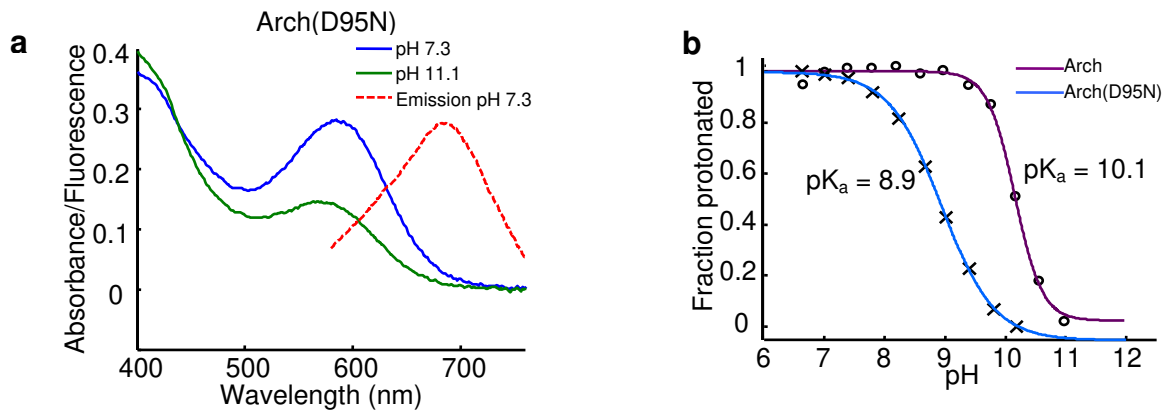 a
Arch(D95N)
pH 7.3
pH 11.1
Emission pH 7.3
Absorbance/Fluorescence
0.4
0.3
0.2
0.1
0
400 500 600 700
Wavelength (nm)
b
Arch
Arch(D95N)
Fraction protonated
1
0.8
0.6
0.4
0.2
0
pKa = 8.9
pKa = 10.1
6 7 8 9 10 11 12
pH